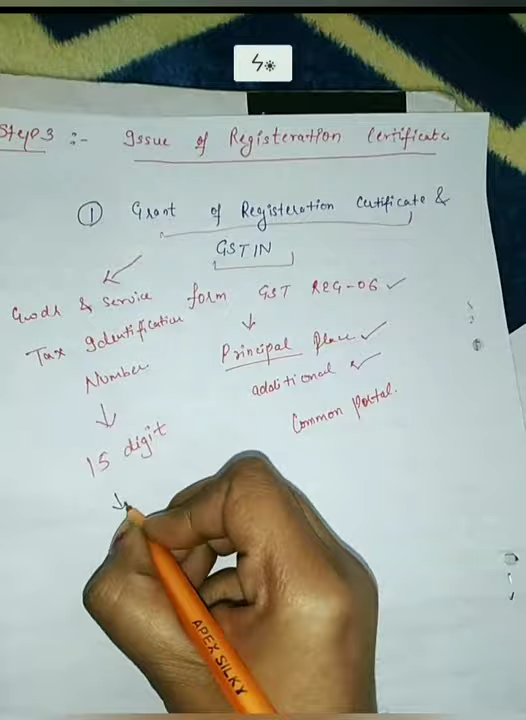 Step3 :- Issue of Registeration Certificate
① Grant of Registeration Certificate &
GSTIN
Goods & Service
Tax Identification
Number
15 digit
form GST REG-06 ✓
Principal place ✓
additional ✓
Common portal.
APEX SILKY